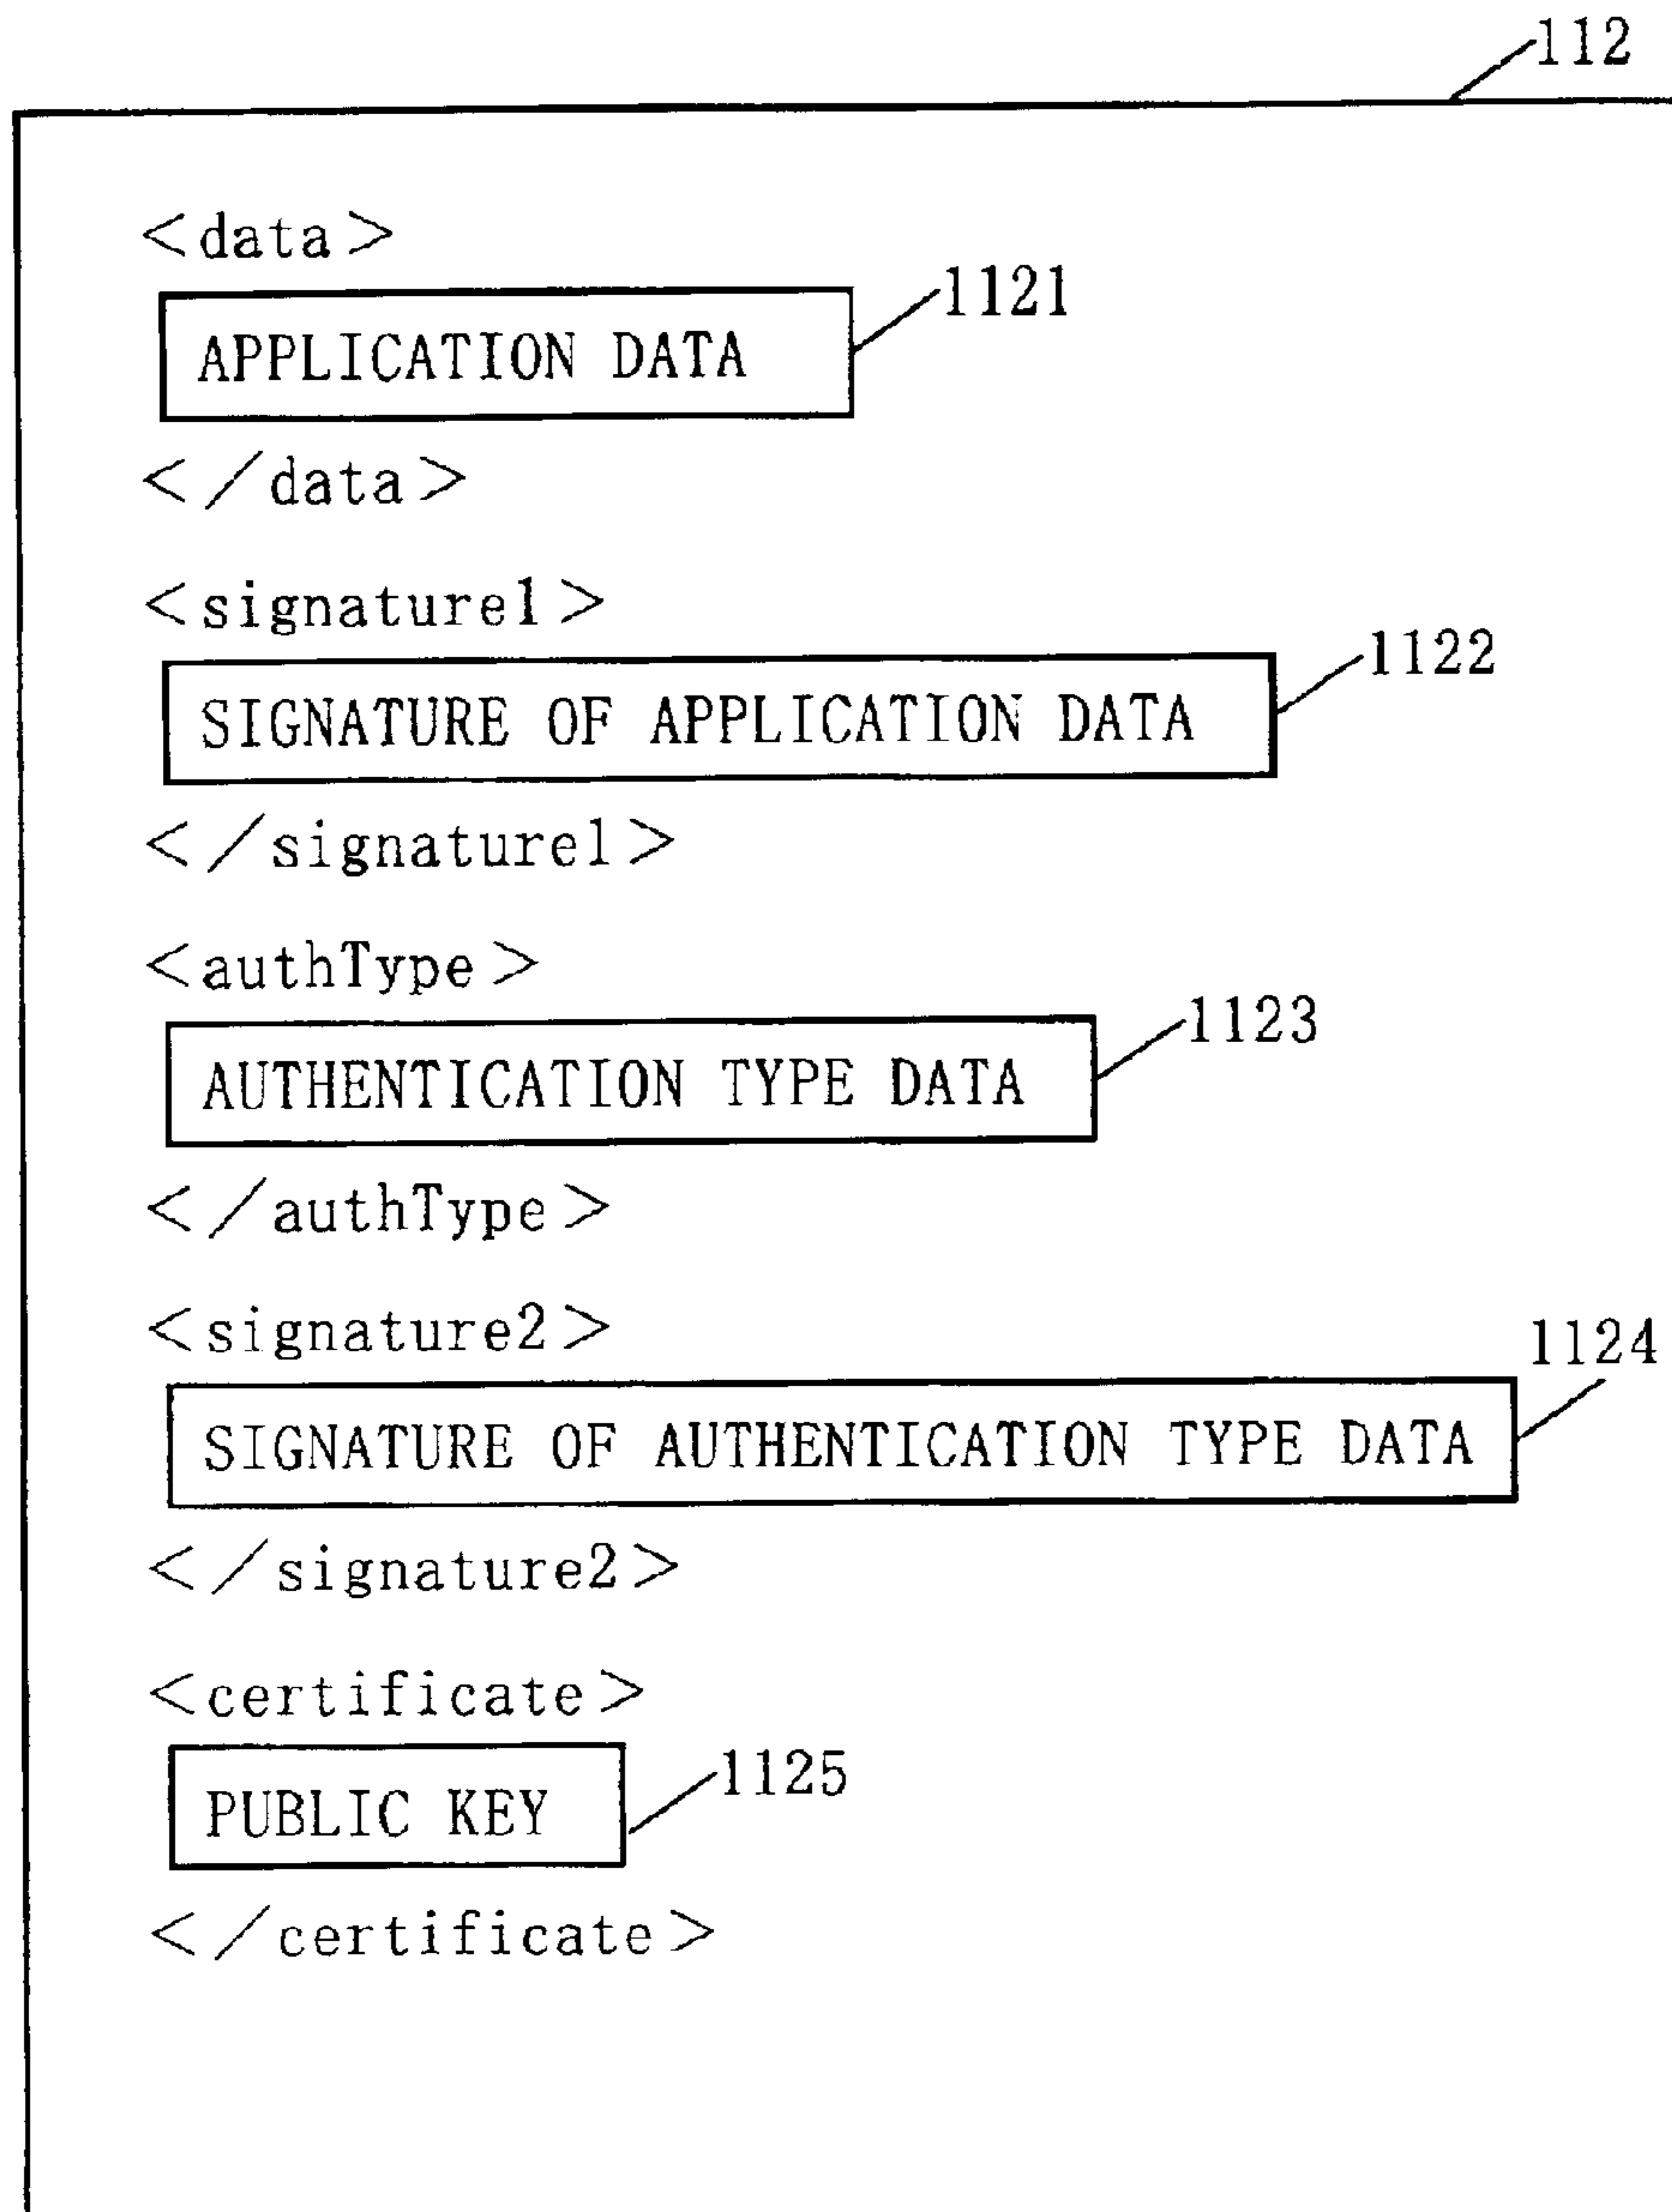 112
<data>
1121
APPLICATION DATA
</data>
<signature1>
1122
SIGNATURE OF APPLICATION DATA
</signature1>
<authType>
1123
AUTHENTICATION TYPE DATA
</authType>
<signature2>
1124
SIGNATURE OF AUTHENTICATION TYPE DATA
</signature2>
<certificate>
1125
PUBLIC KEY
</certificate>